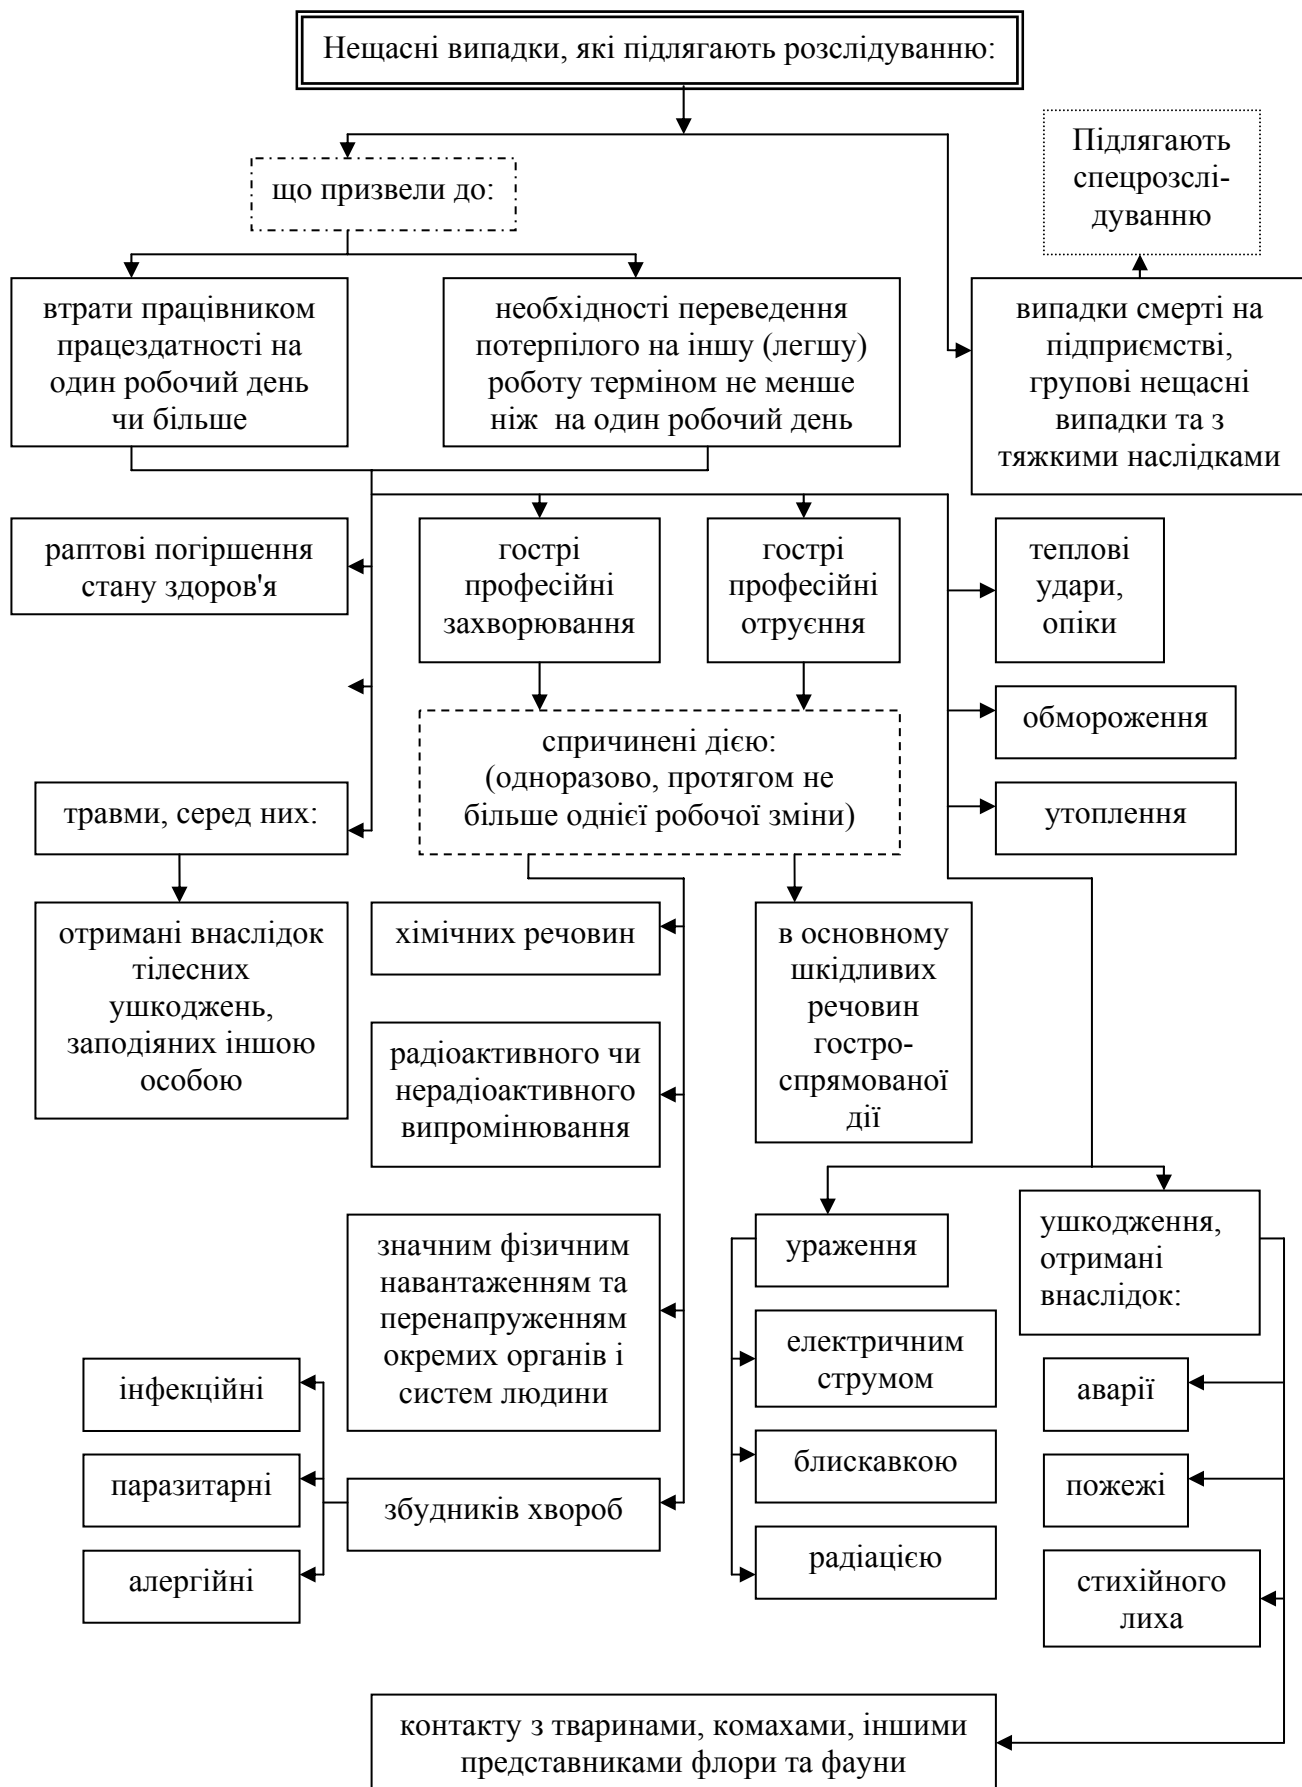 Нещасні випадки, які підлягають розслідуванню:
Підлягають
спецрозслі-
дуванню
що призвели до:
втрати працівником
працездатності на
один робочий день
чи більше
необхідності переведення
потерпілого на іншу (легшу)
роботу терміном не менше
ніж на один робочий день
випадки смерті на
підприємстві,
групові нещасні
випадки та з
тяжкими наслідками
раптові погіршення
стану здоров'я
гострі
професійні
захворювання
гострі
професійні
отруєння
теплові
удари,
опіки
обмороження
спричинені дією:
(одноразово, протягом не
більше однієї робочої зміни)
травми, серед них:
утоплення
отримані внаслідок
тілесних
ушкоджень,
заподіяних іншою
особою
хімічних речовин
в основному
шкідливих
речовин
гостро-
спрямованої
дії
радіоактивного чи
нерадіоактивного
випромінювання
значним фізичним
навантаженням та
перенапруженням
окремих органів і
систем людини
ураження
ушкодження,
отримані
внаслідок:
електричним
струмом
інфекційні
аварії
блискавкою
паразитарні
збудників хвороб
пожежі
радіацією
алергійні
стихійного
лиха
контакту з тваринами, комахами, іншими
представниками флори та фауни